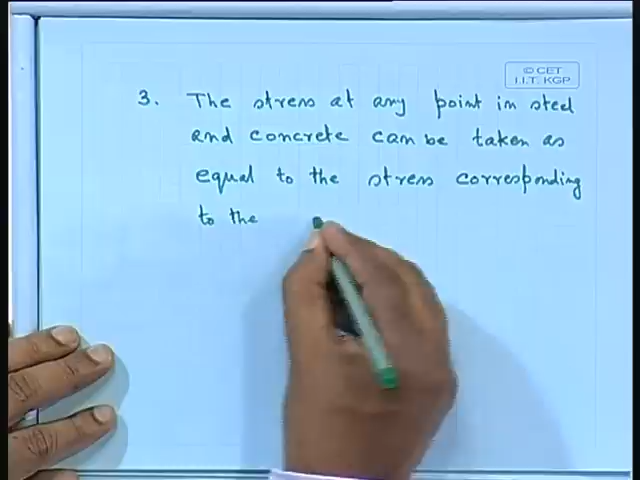 © CET
I.I.T. KGP
3. The stress at any point in steel
and concrete can be taken as
equal to the stress corresponding
to the